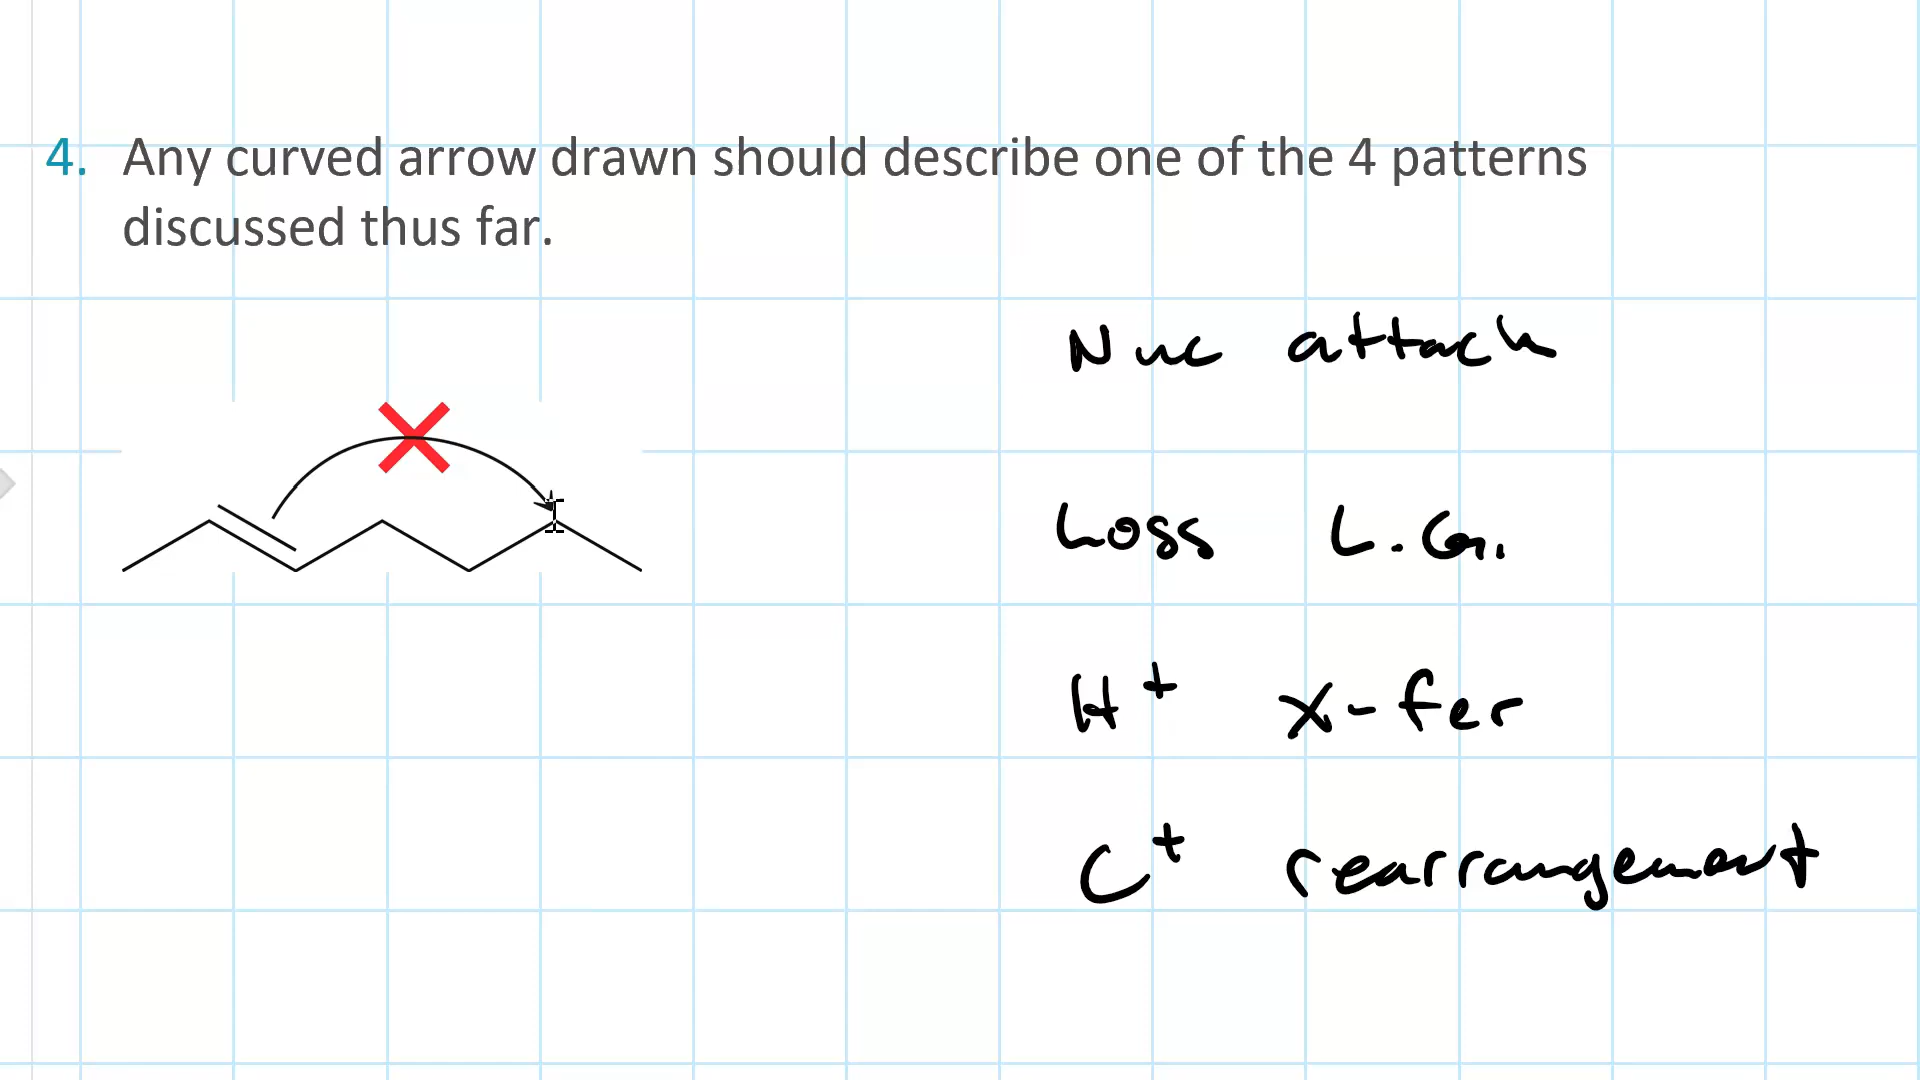 4. Any curved arrow drawn should describe one of the 4 patterns
discussed thus far.
Nuc attack
Loss L.G.
H+ x-fer
C+ rearrangement